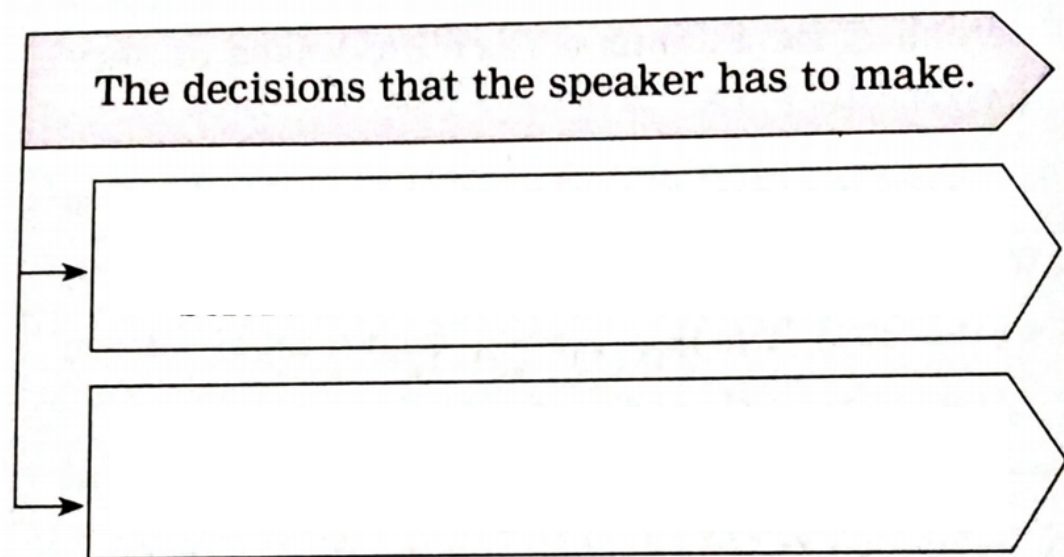 The decisions that the speaker has to make.